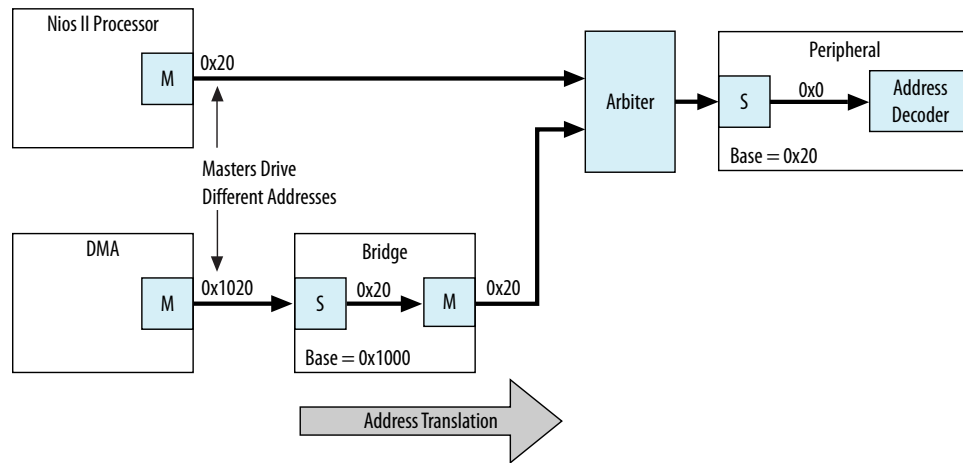 Nios II Processor
M
0x20
Arbiter
Peripheral
S
0x0
Address
Decoder
Base = 0x20
Masters Drive
Different Addresses
DMA
M
0x1020
Bridge
S
0x20
M
0x20
Base = 0x1000
Address Translation